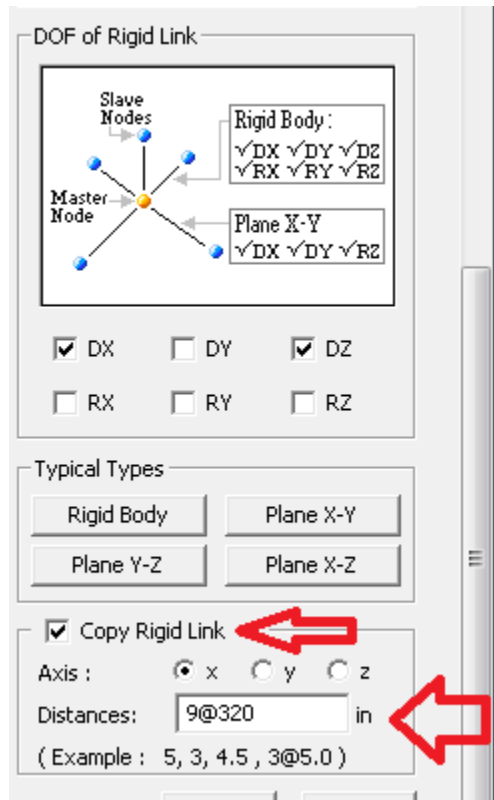 DOF of Rigid Link
Slave
Nodes
Rigid Body :
√DX √DY √DZ
√RX √RY √RZ
Master
Node
Plane X-Y
√DX √DY √RZ
DX DY DZ
RX RY RZ
Typical Types
Rigid Body Plane X-Y
Plane Y-Z Plane X-Z
Copy Rigid Link
Axis : x y z
Distances: 9@320 in
( Example : 5, 3, 4.5 , 3@5.0 )